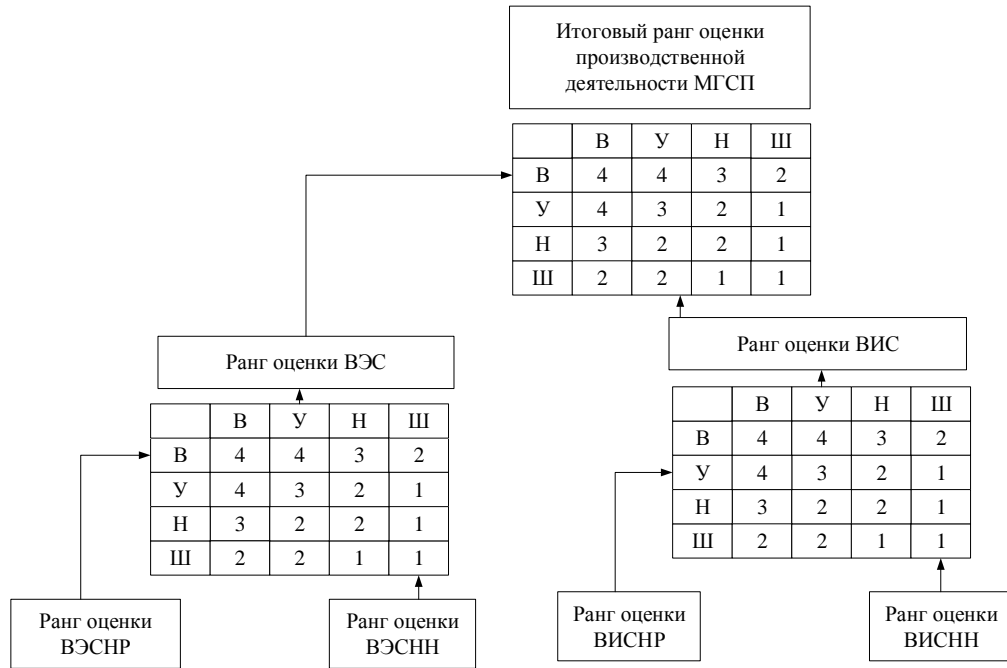 Итоговый ранг оценки
производственной
деятельности МГСП
В У Н Ш
В 4 4 3 2
У 4 3 2 1
Н 3 2 2 1
Ш 2 2 1 1
Ранг оценки ВЭС
В У Н Ш
В 4 4 3 2
У 4 3 2 1
Н 3 2 2 1
Ш 2 2 1 1
Ранг оценки
ВЭСНР
Ранг оценки
ВЭСНН
Ранг оценки ВИС
В У Н Ш
В 4 4 3 2
У 4 3 2 1
Н 3 2 2 1
Ш 2 2 1 1
Ранг оценки
ВИСНР
Ранг оценки
ВИСНН